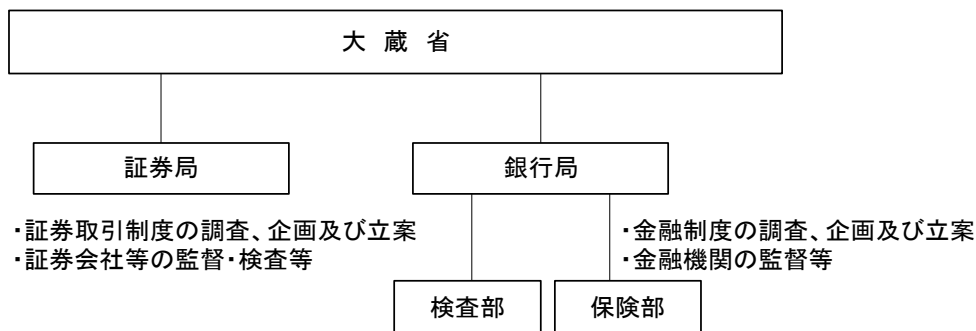 大 蔵 省
証券局
銀行局
・証券取引制度の調査、企画及び立案
・証券会社等の監督・検査等
・金融制度の調査、企画及び立案
・金融機関の監督等
検査部
保険部